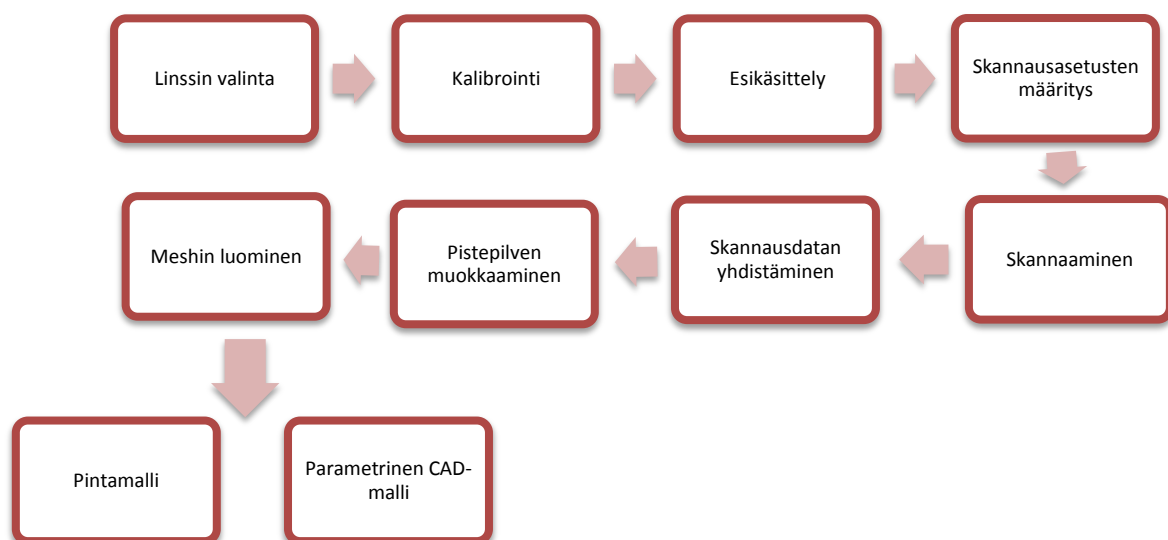 Linssin valinta
Kalibrointi
Esikäsittely
Skannausasetusten
määritys
Skannaaminen
Skannausdatan
yhdistäminen
Pistepilven
muokkaaminen
Meshin luominen
Pintamalli
Parametrinen CAD-
malli